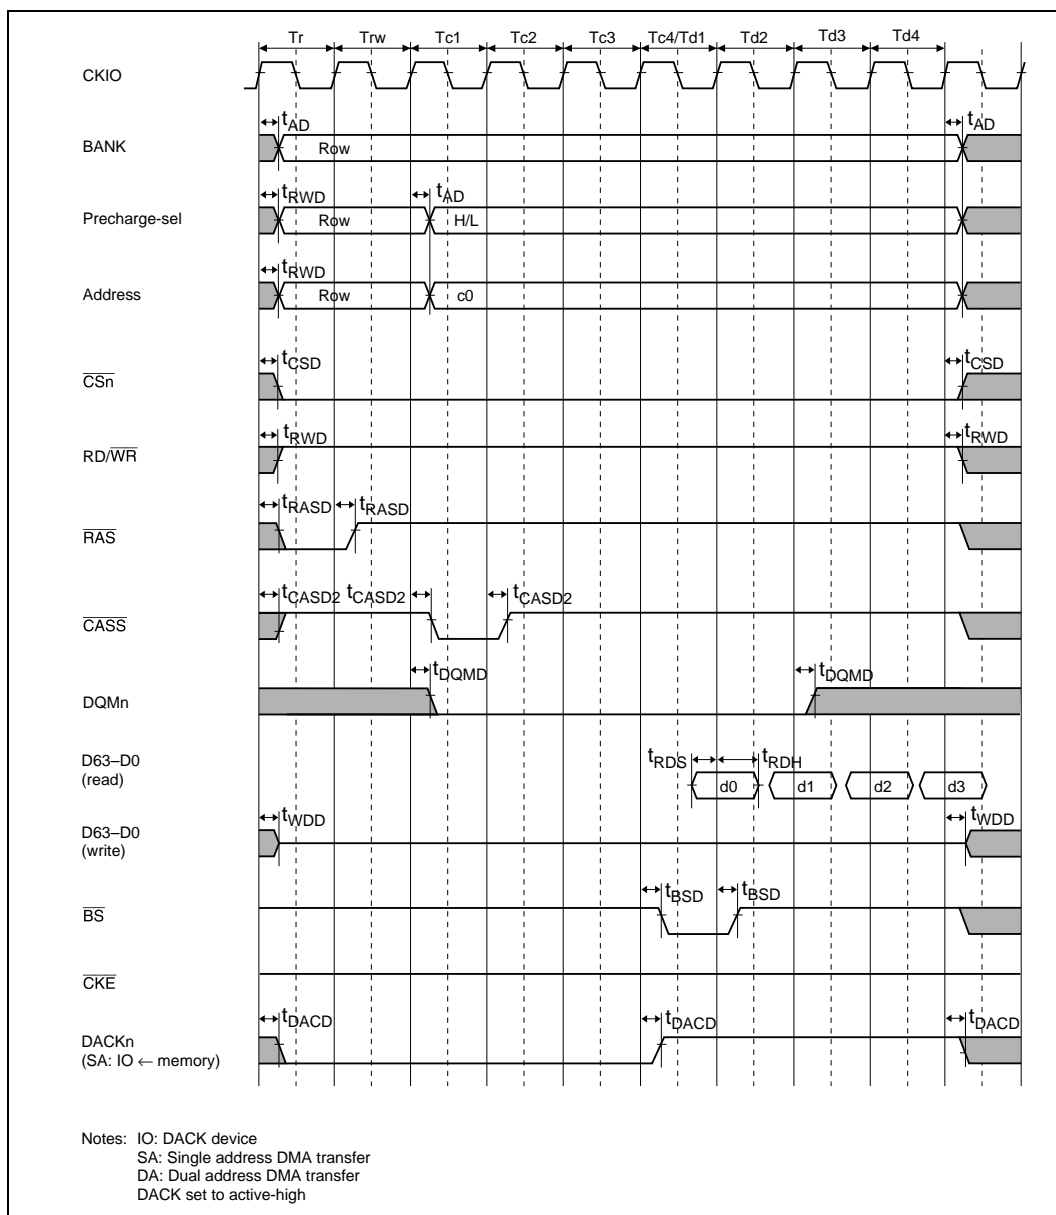 Tr Trw Tc1 Tc2 Tc3 Tc4/Td1 Td2 Td3 Td4
CKIO
tAD tAD
BANK Row
tRWD tAD
Precharge-sel Row H/L
tRWD
Address Row c0
tCSD tCSD
CSn
tRWD tRWD
RD/WR
tRASD tRASD
RAS
tCASD2 tCASD2 tCASD2
CASS
tDQMD tDQMD
DQMn
D63–D0
(read)
tRDS tRDH
d0 d1 d2 d3
tWDD tWDD
D63–D0
(write)
tBSD tBSD
BS
CKE
tDACD tDACD tDACD
DACKn
(SA: IO ← memory)
Notes: IO: DACK device
SA: Single address DMA transfer
DA: Dual address DMA transfer
DACK set to active-high